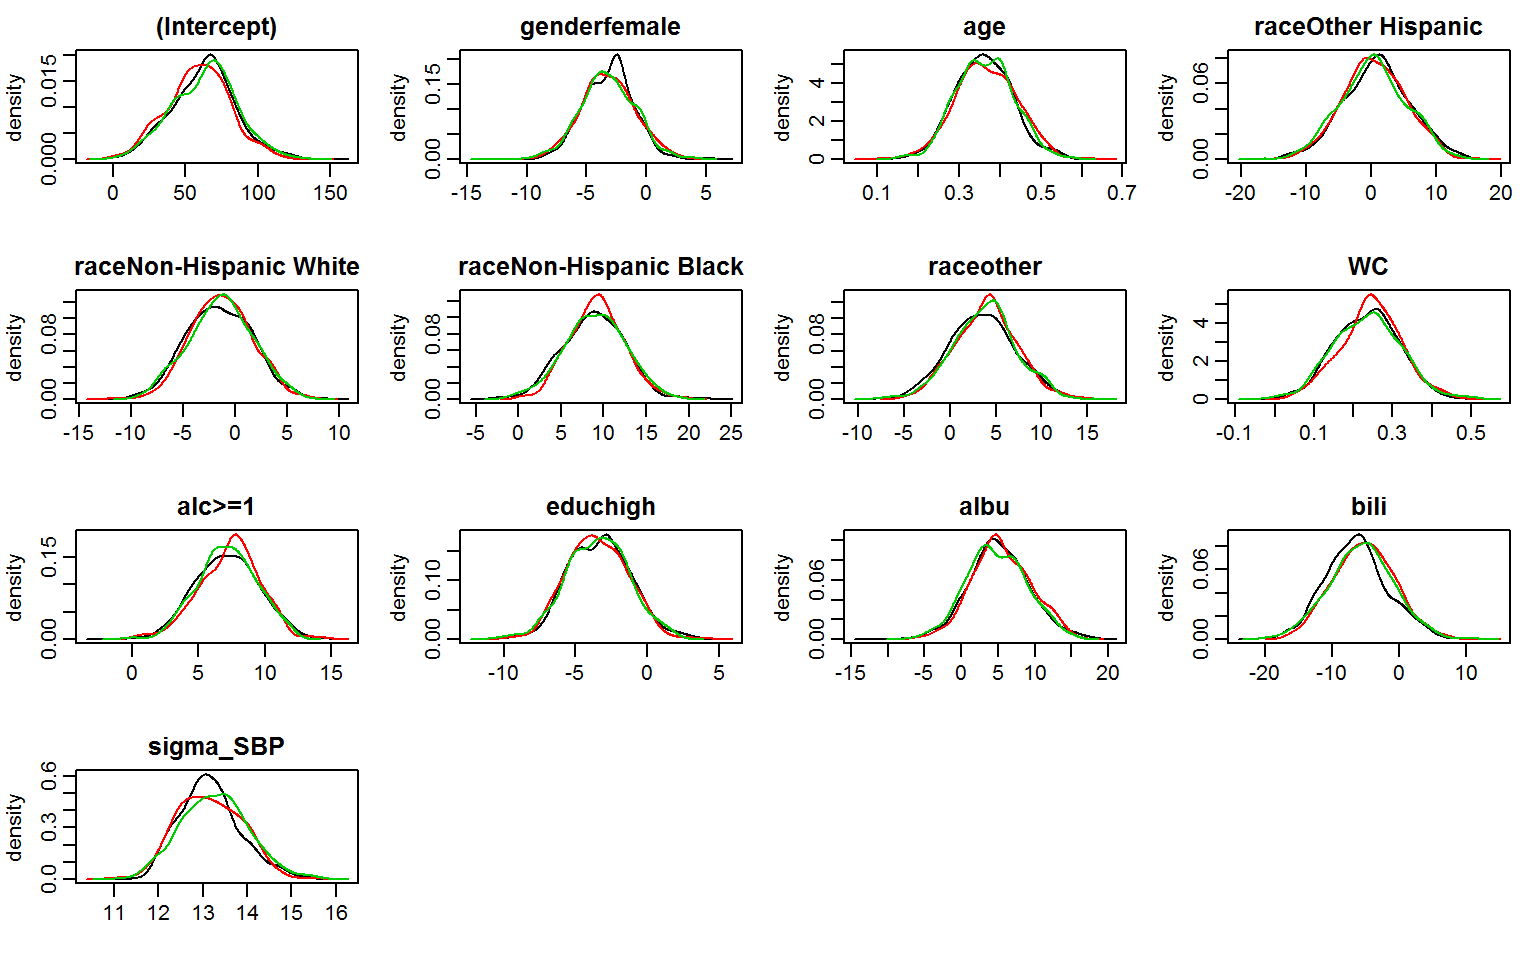 (Intercept) genderfemale age raceOther Hispanic
density 0.000 0.015 density 0.00 0.15 density 0 2 4 density 0.00 0.06
0 50 100 150 -15 -10 -5 0 5 0.1 0.3 0.5 0.7 -20 -10 0 10 20
raceNon-Hispanic White raceNon-Hispanic Black raceother WC
density 0.00 0.08 density 0.00 0.08 density 0.00 0.08 density 0 2 4
-15 -10 -5 0 5 10 -5 0 5 10 15 20 25 -10 -5 0 5 10 15 -0.1 0.1 0.3 0.5
alc>=1 educhigh albu bili
density 0.00 0.15 density 0.00 0.10 density 0.00 0.06 density 0.00 0.06
0 5 10 15 -10 -5 0 5 -15 -5 0 5 10 20 -20 -10 0 10
sigma_SBP
density 0.0 0.3 0.6
11 12 13 14 15 16